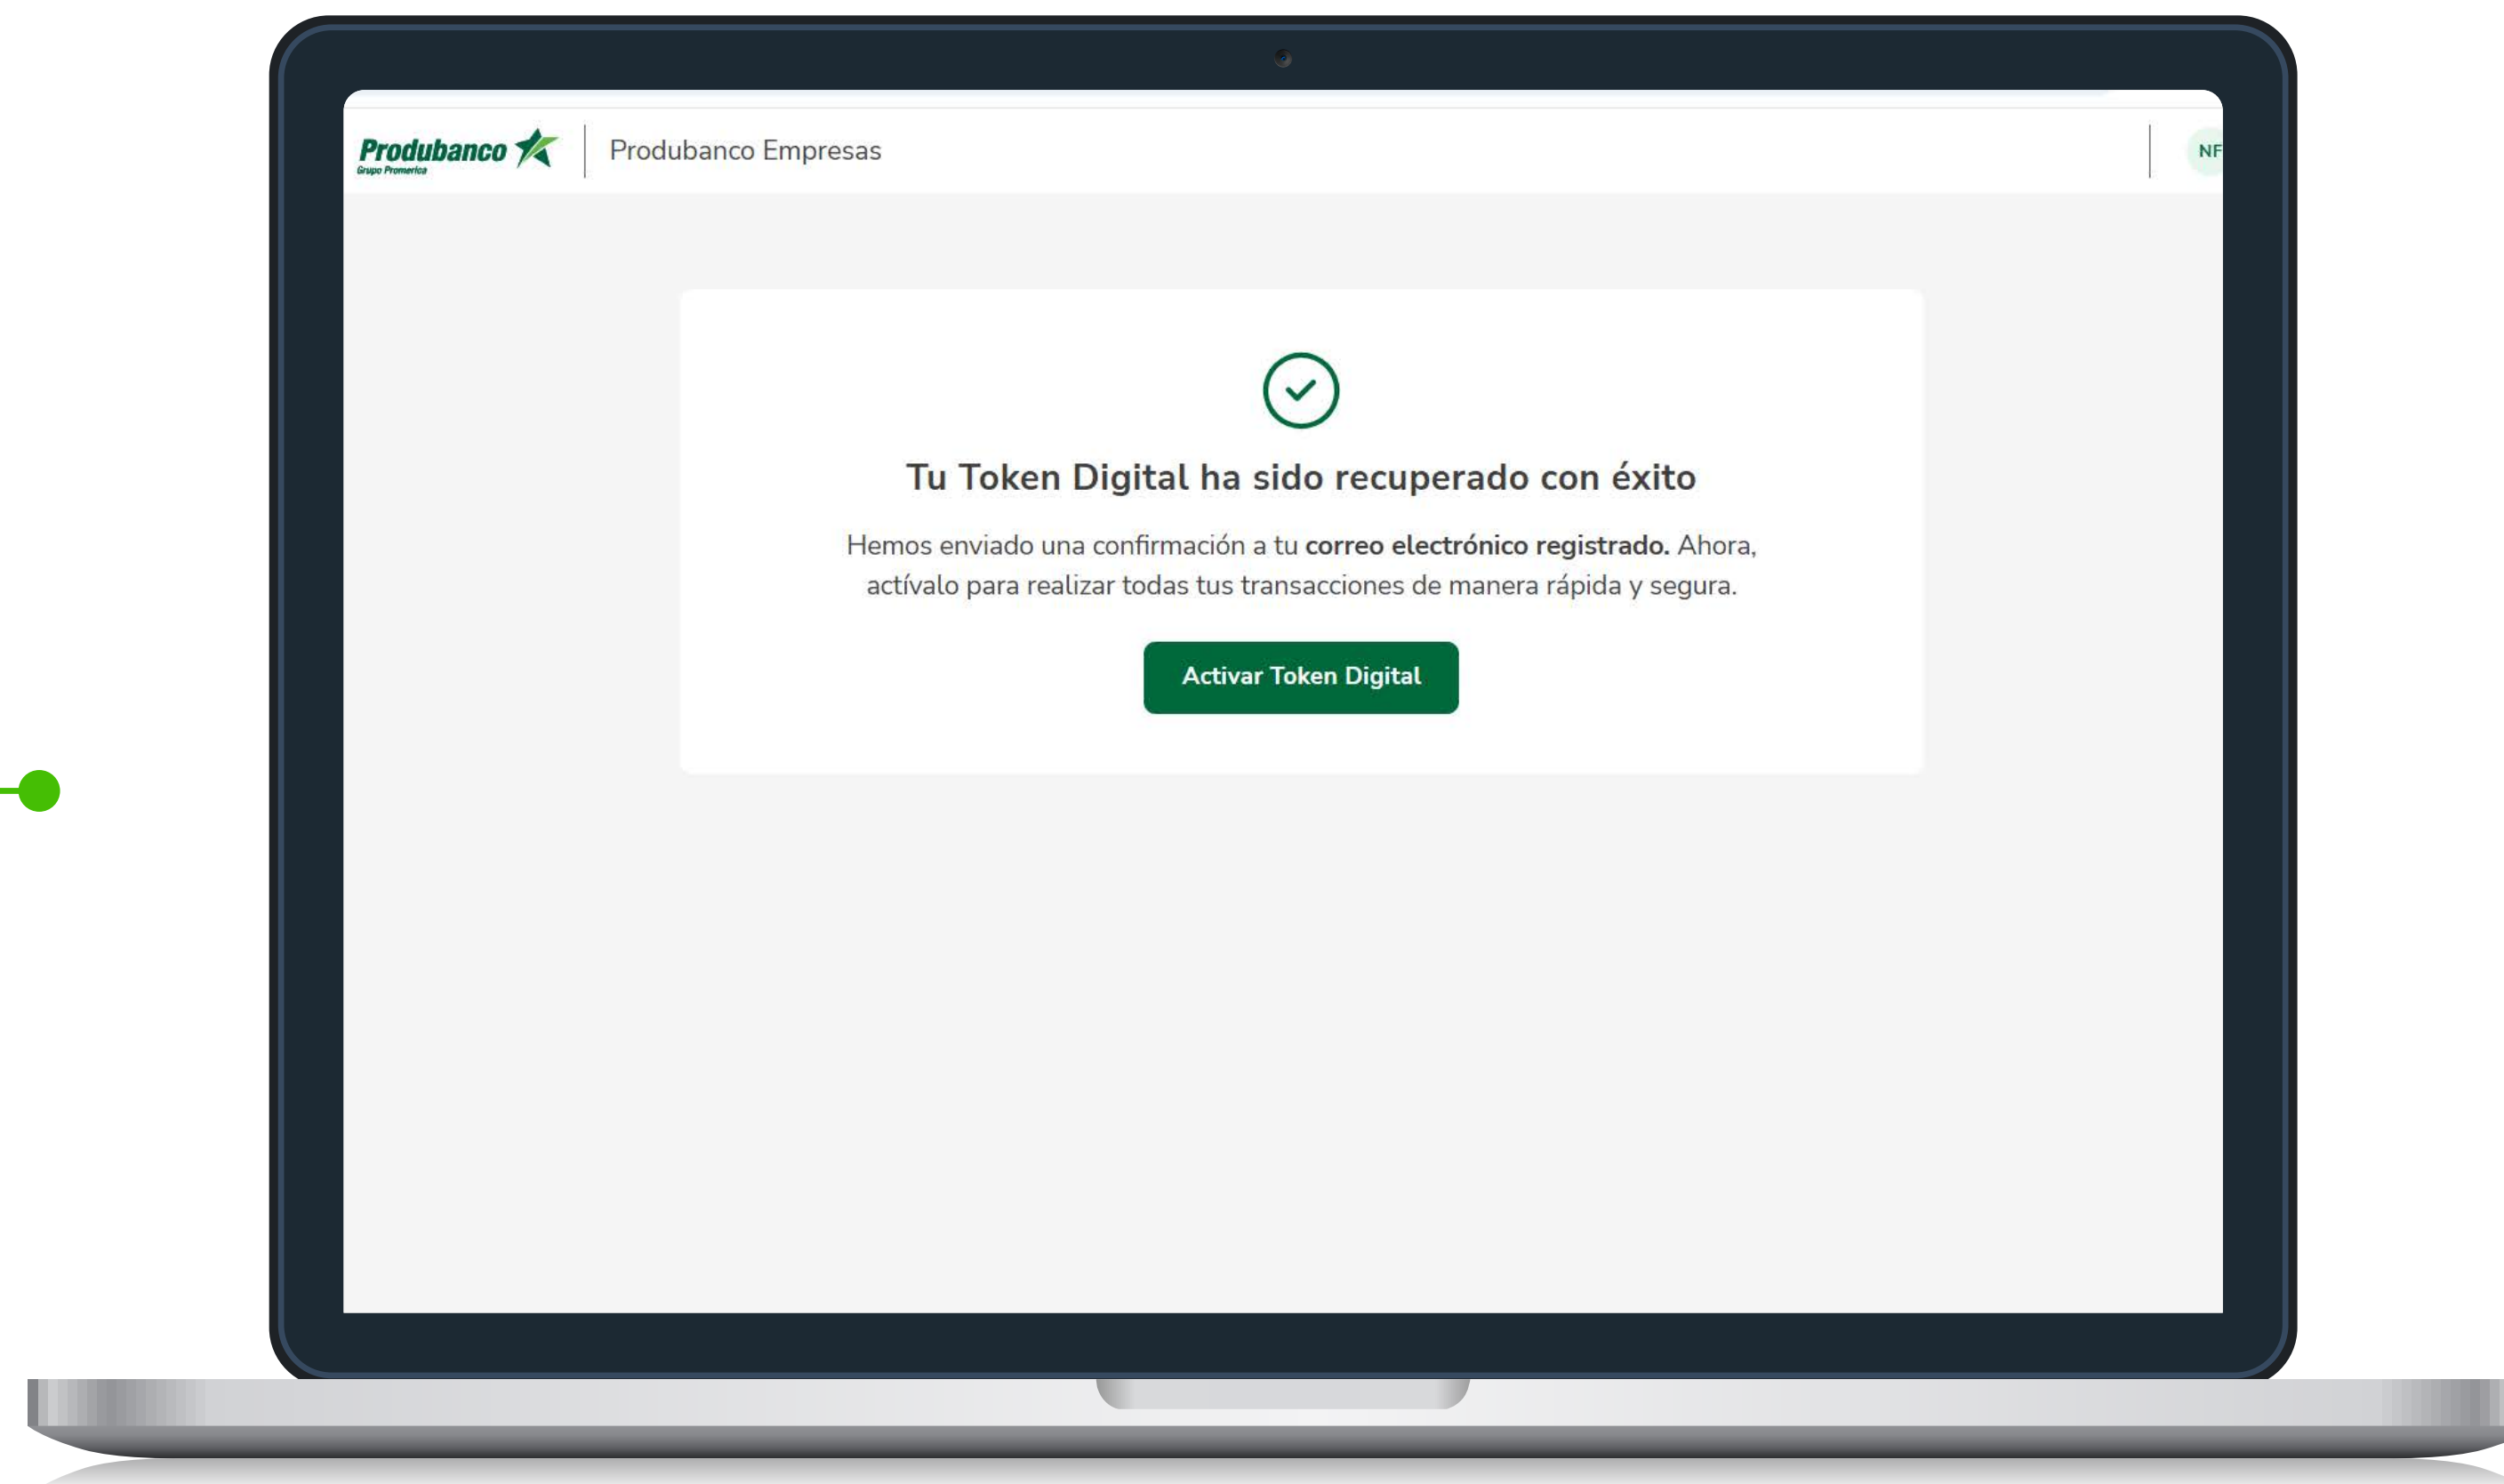 Produbanco
Grupo Promerica
Produbanco Empresas
NF
Tu Token Digital ha sido recuperado con éxito
Hemos enviado una confirmación a tu correo electrónico registrado. Ahora,
actívalo para realizar todas tus transacciones de manera rápida y segura.
Activar Token Digital